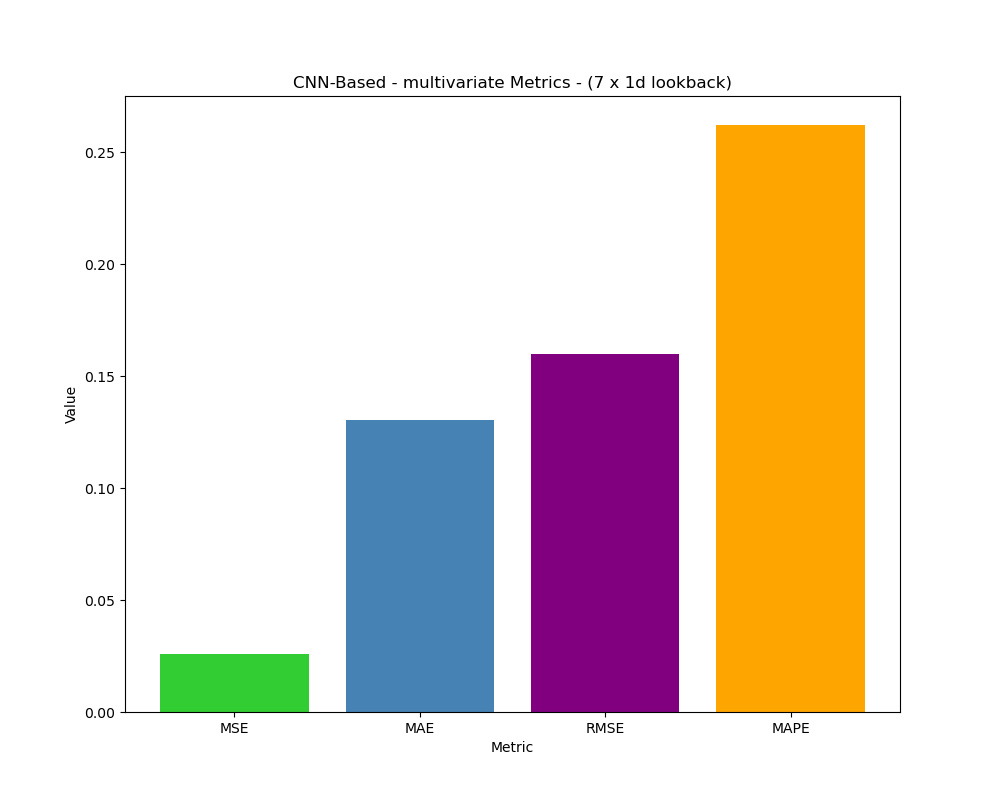 CNN-Based - multivariate Metrics - (7 x 1d lookback)
0.25
0.20
0.15
0.10
0.05
0.00
Value
MSE MAE RMSE MAPE
Metric